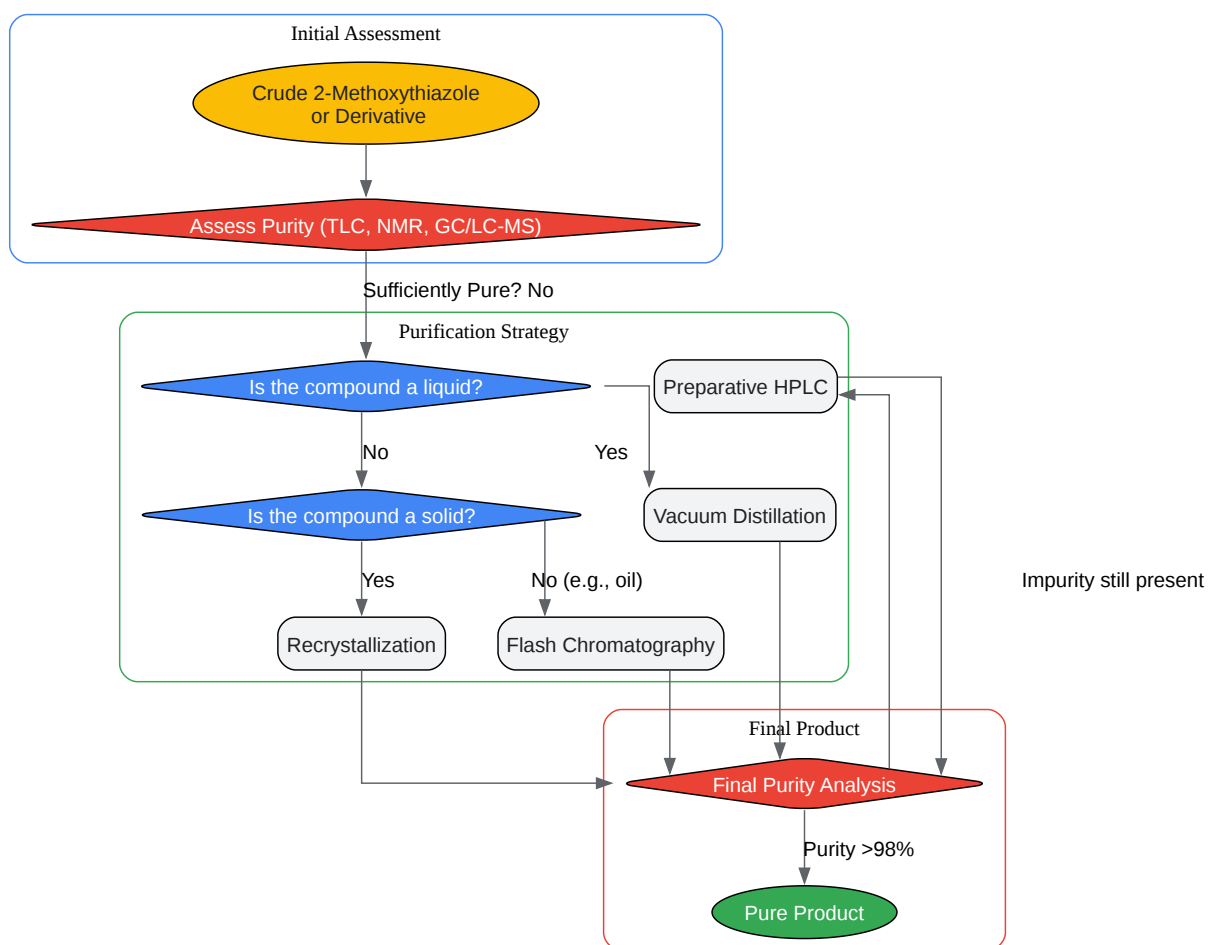 Initial Assessment
Crude 2-Methoxythiazole
or Derivative
Assess Purity (TLC, NMR, GC/LC-MS)
Sufficiently Pure? No
Purification Strategy
Is the compound a liquid?
Preparative HPLC
No
Yes
Is the compound a solid?
Vacuum Distillation
Yes
No (e.g., oil)
Impurity still present
Recrystallization
Flash Chromatography
Final Product
Final Purity Analysis
Purity >98%
Pure Product